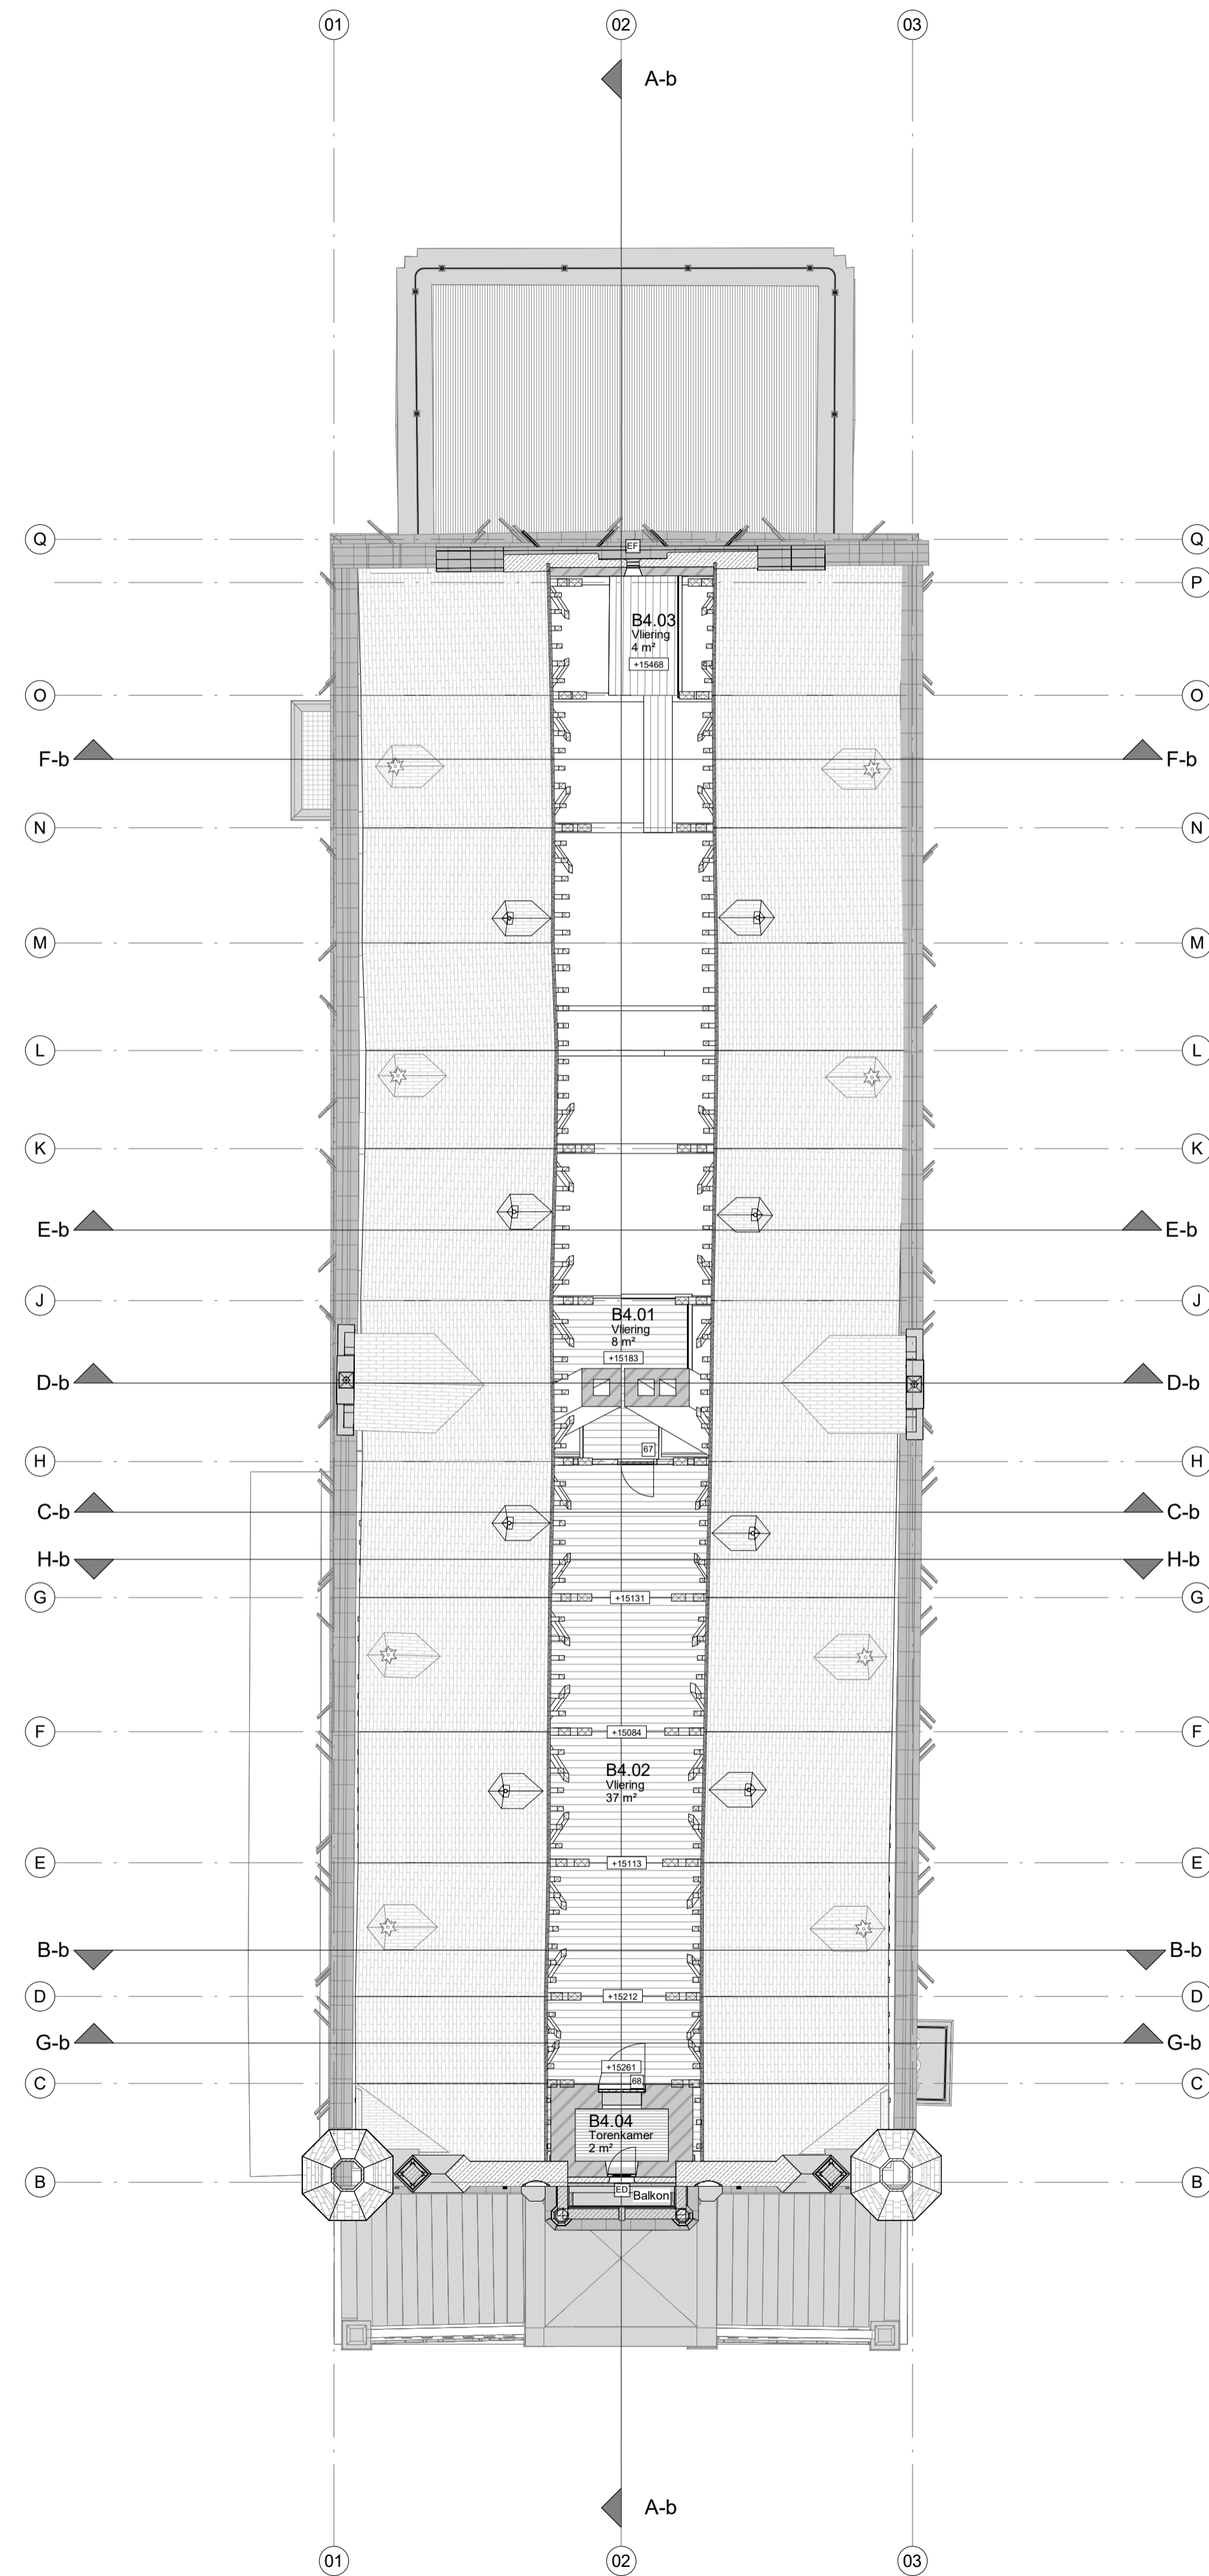 01 02 03
A-b
Q EF Q
P
B4.03
Vliering
4 m²
+15468
O O
F-b F-b
N N
M M
L L
K K
E-b E-b
J J
B4.01
Vliering
8 m²
+15183
D-b D-b
67
H H
C-b C-b
H-b H-b
G +15131 G
F +15084 F
B4.02
Vliering
37 m²
E +15113 E
B-b B-b
D +15212 D
G-b G-b
+15261
C 68 C
B4.04
Torenkamer
2 m²
B B
ED Balkon
A-b
01 02 03